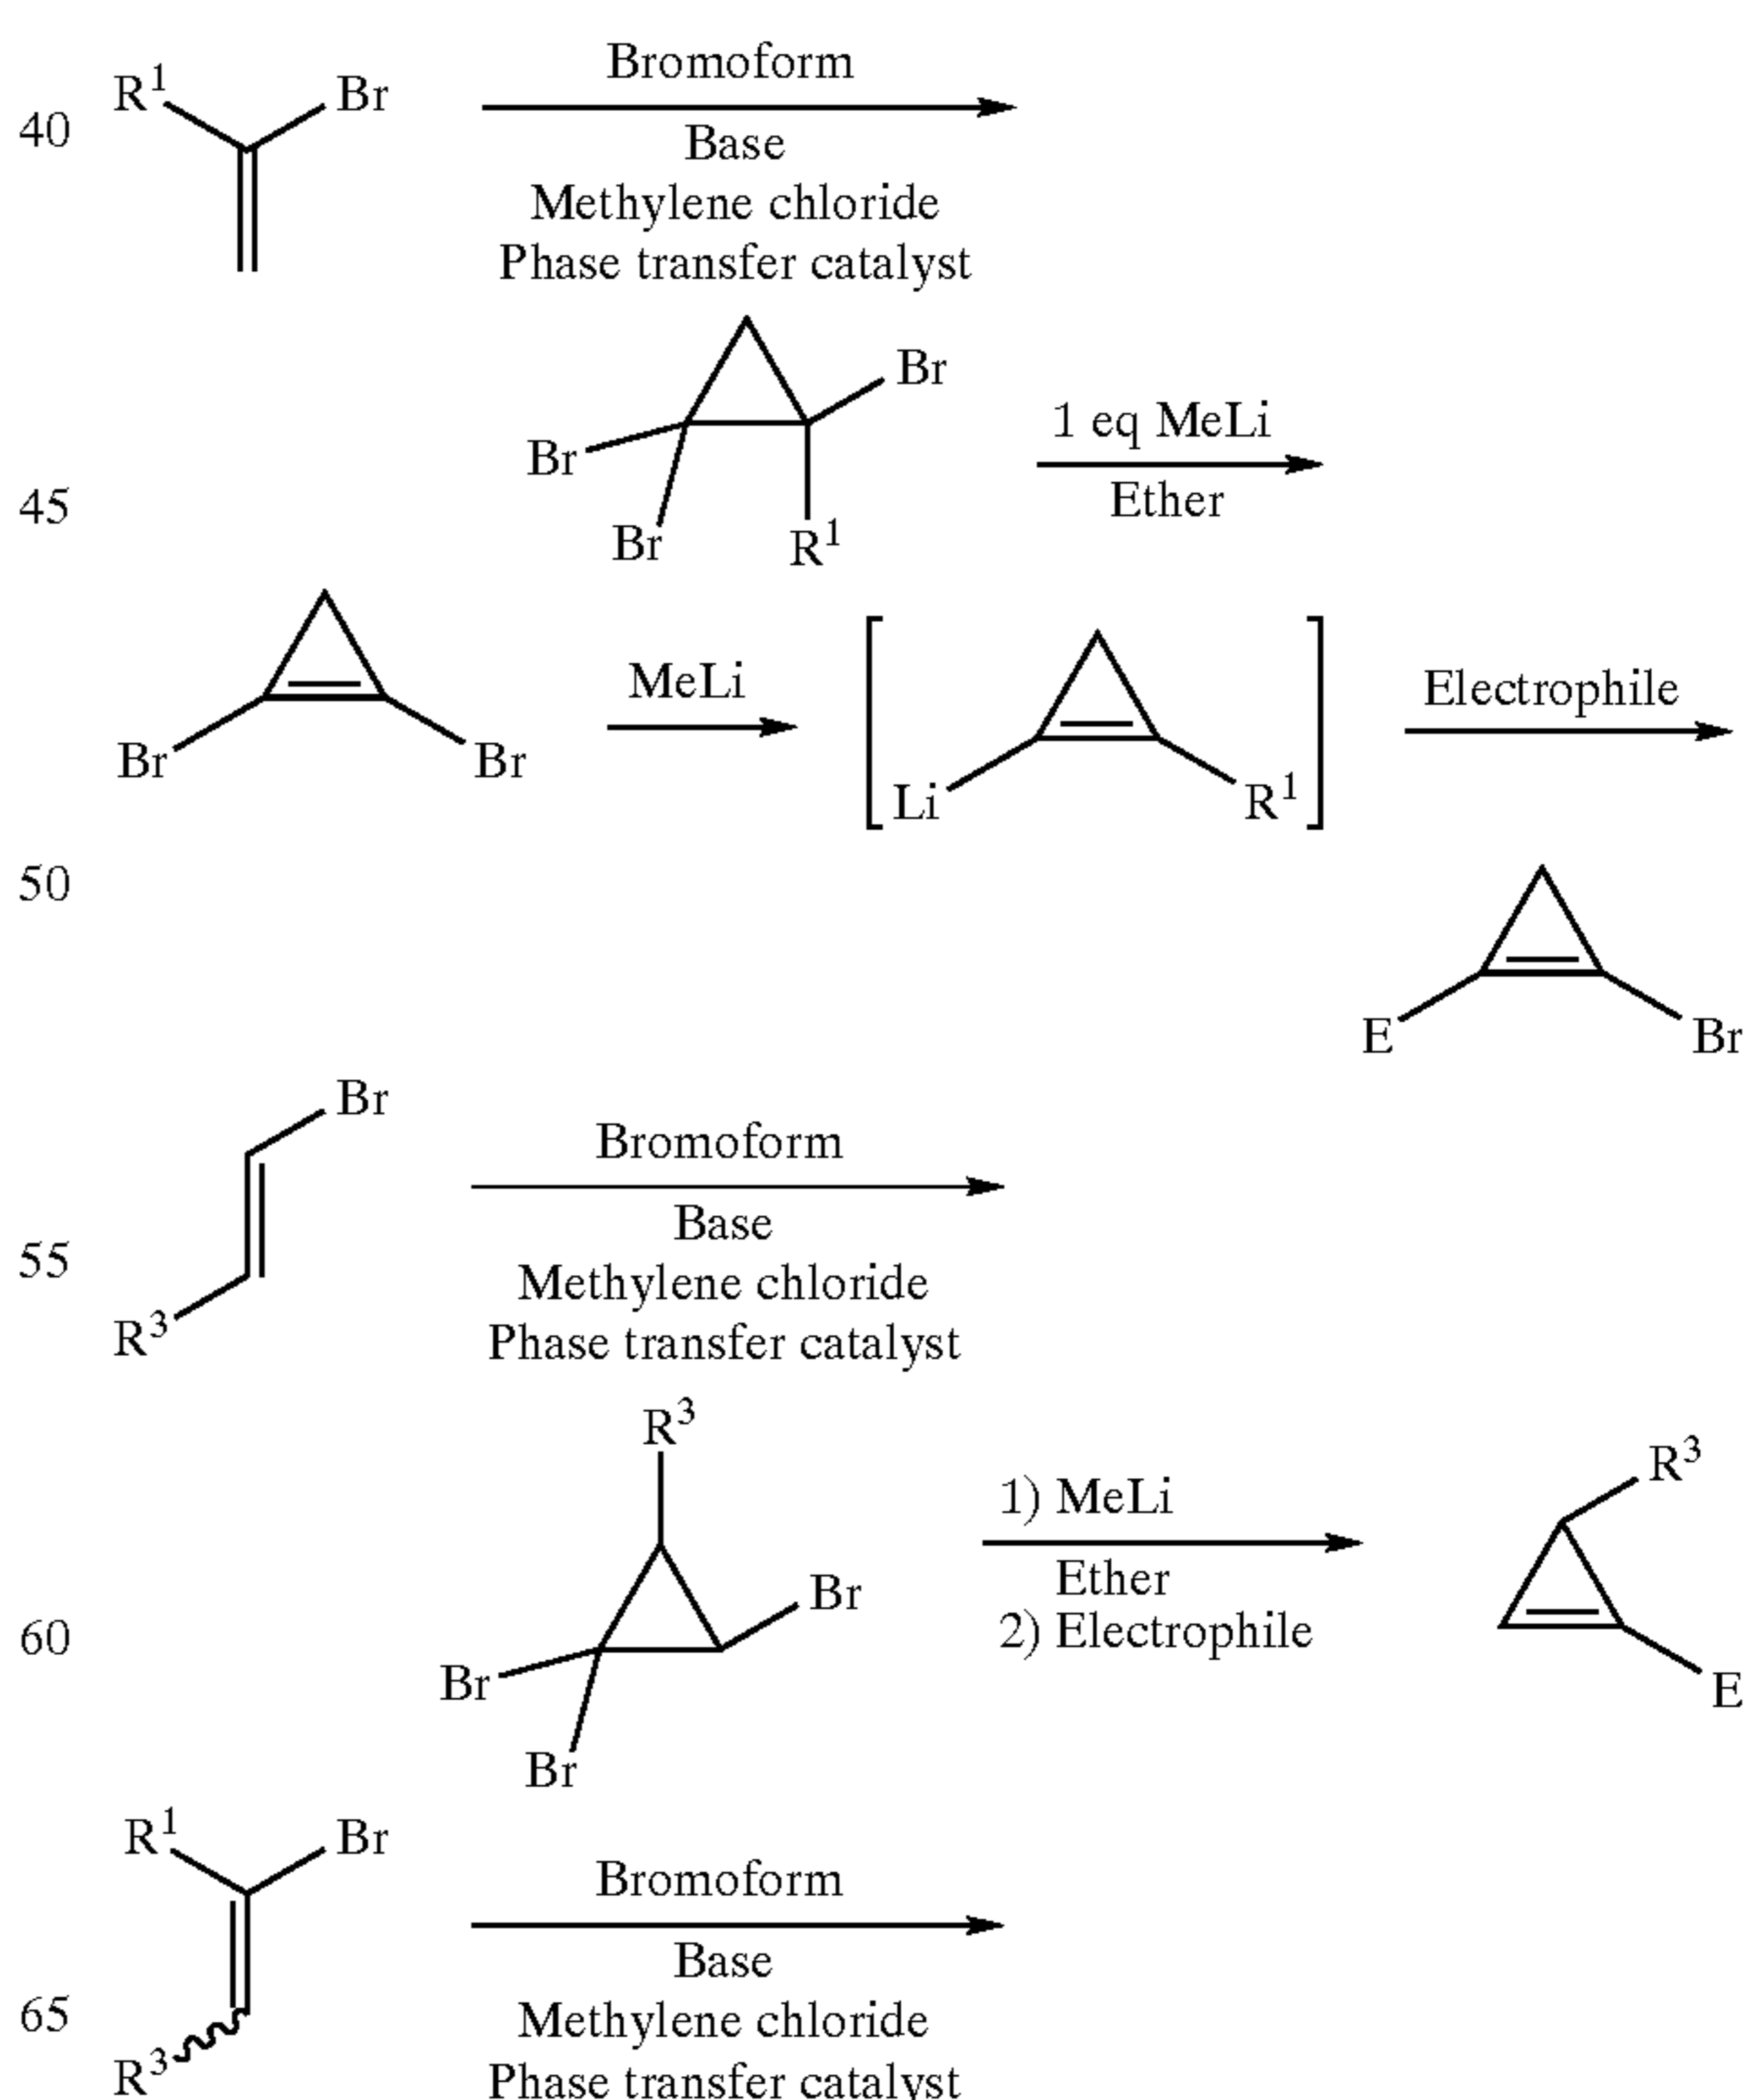 R¹ Br
40
Bromoform
Base
Methylene chloride
Phase transfer catalyst
Br
Br
Br
R¹
1 eq MeLi
Ether
45
Br
Br
MeLi
Li
R¹
Electrophile
50
E
Br
Br
R³
55
Bromoform
Base
Methylene chloride
Phase transfer catalyst
R³
Br
Br
Br
60
1) MeLi
Ether
2) Electrophile
R³
E
R¹ Br
R³
65
Bromoform
Base
Methylene chloride
Phase transfer catalyst